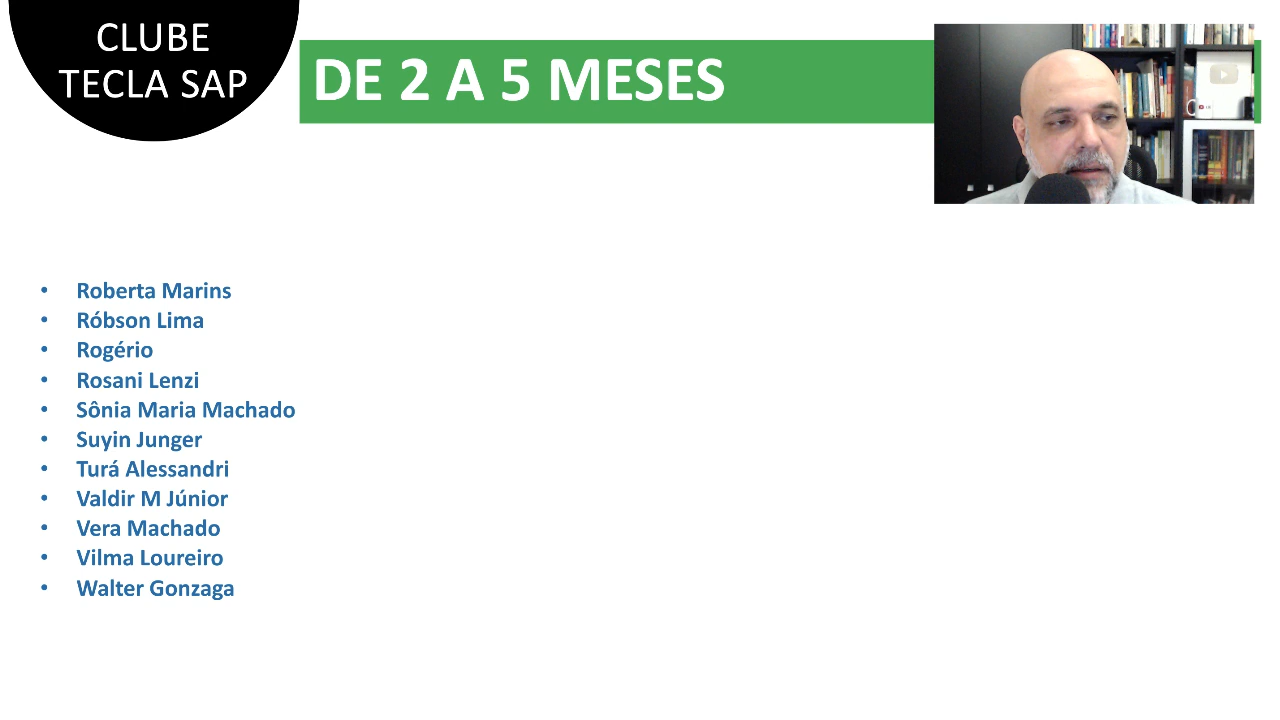 CLUBE
TECLA SAP
DE 2 A 5 MESES
• Roberta Marins
• Róbson Lima
• Rogério
• Rosani Lenzi
• Sônia Maria Machado
• Suyin Junger
• Turá Alessandri
• Valdir M Júnior
• Vera Machado
• Vilma Loureiro
• Walter Gonzaga